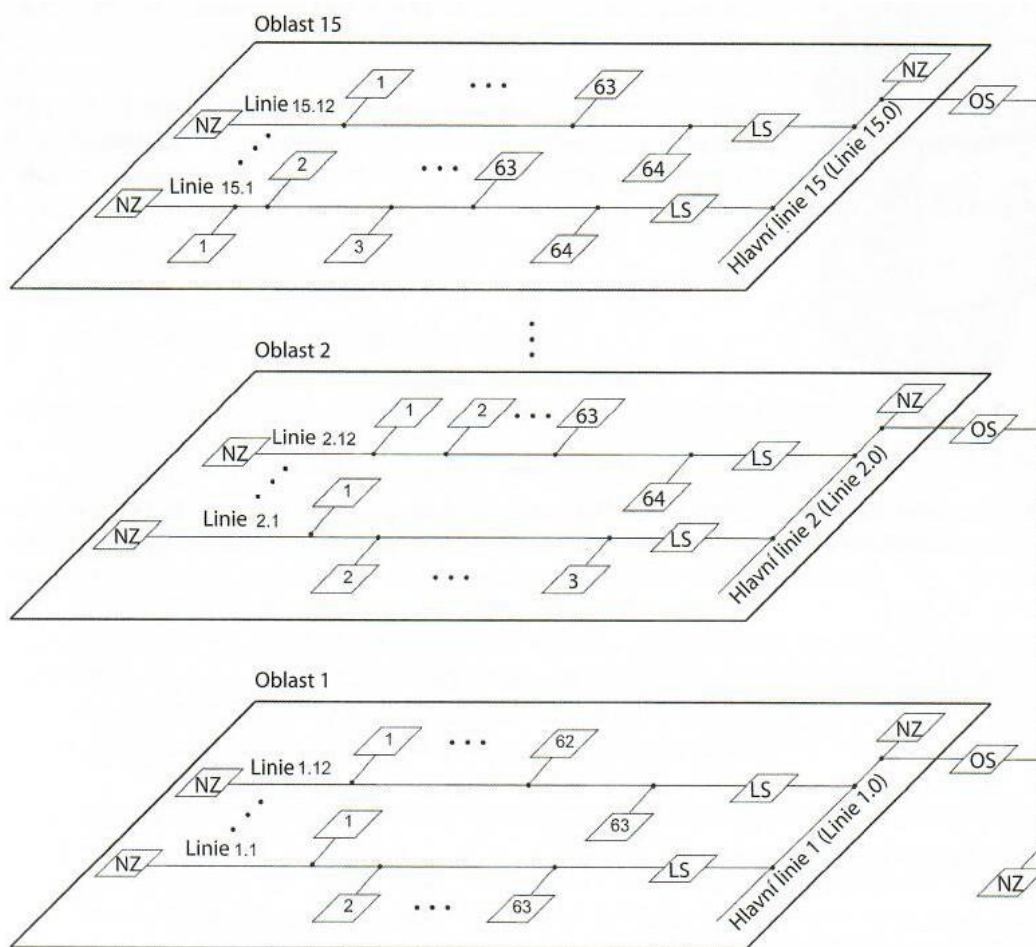 Oblast 15
1 63 NZ
OS
Linie 15.12
NZ LS
2 63 64
Linie 15.1
NZ LS
1 3 64
Hlavní linie 15 (Linie 15.0)
Oblast 2
1 2 63 NZ
OS
Linie 2.12
NZ LS
1 64
Linie 2.1
NZ LS
2 3
Hlavní linie 2 (Linie 2.0)
Oblast 1
1 62 NZ
OS
Linie 1.12
NZ LS
1 63
Linie 1.1
NZ LS
2 63
Hlavní linie 1 (Linie 1.0)
NZ